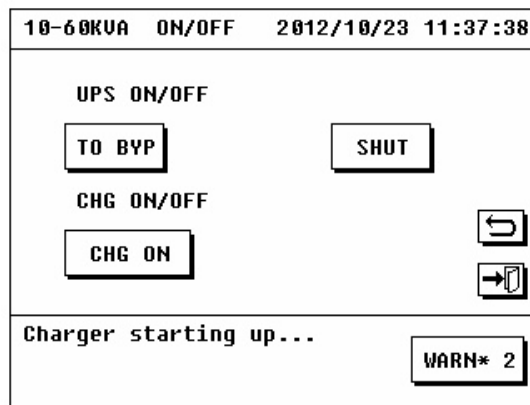 10-60KVA ON/OFF 2012/10/23 11:37:38
UPS ON/OFF
TO BYP SHUT
CHG ON/OFF
CHG ON
Charger starting up...
WARN* 2